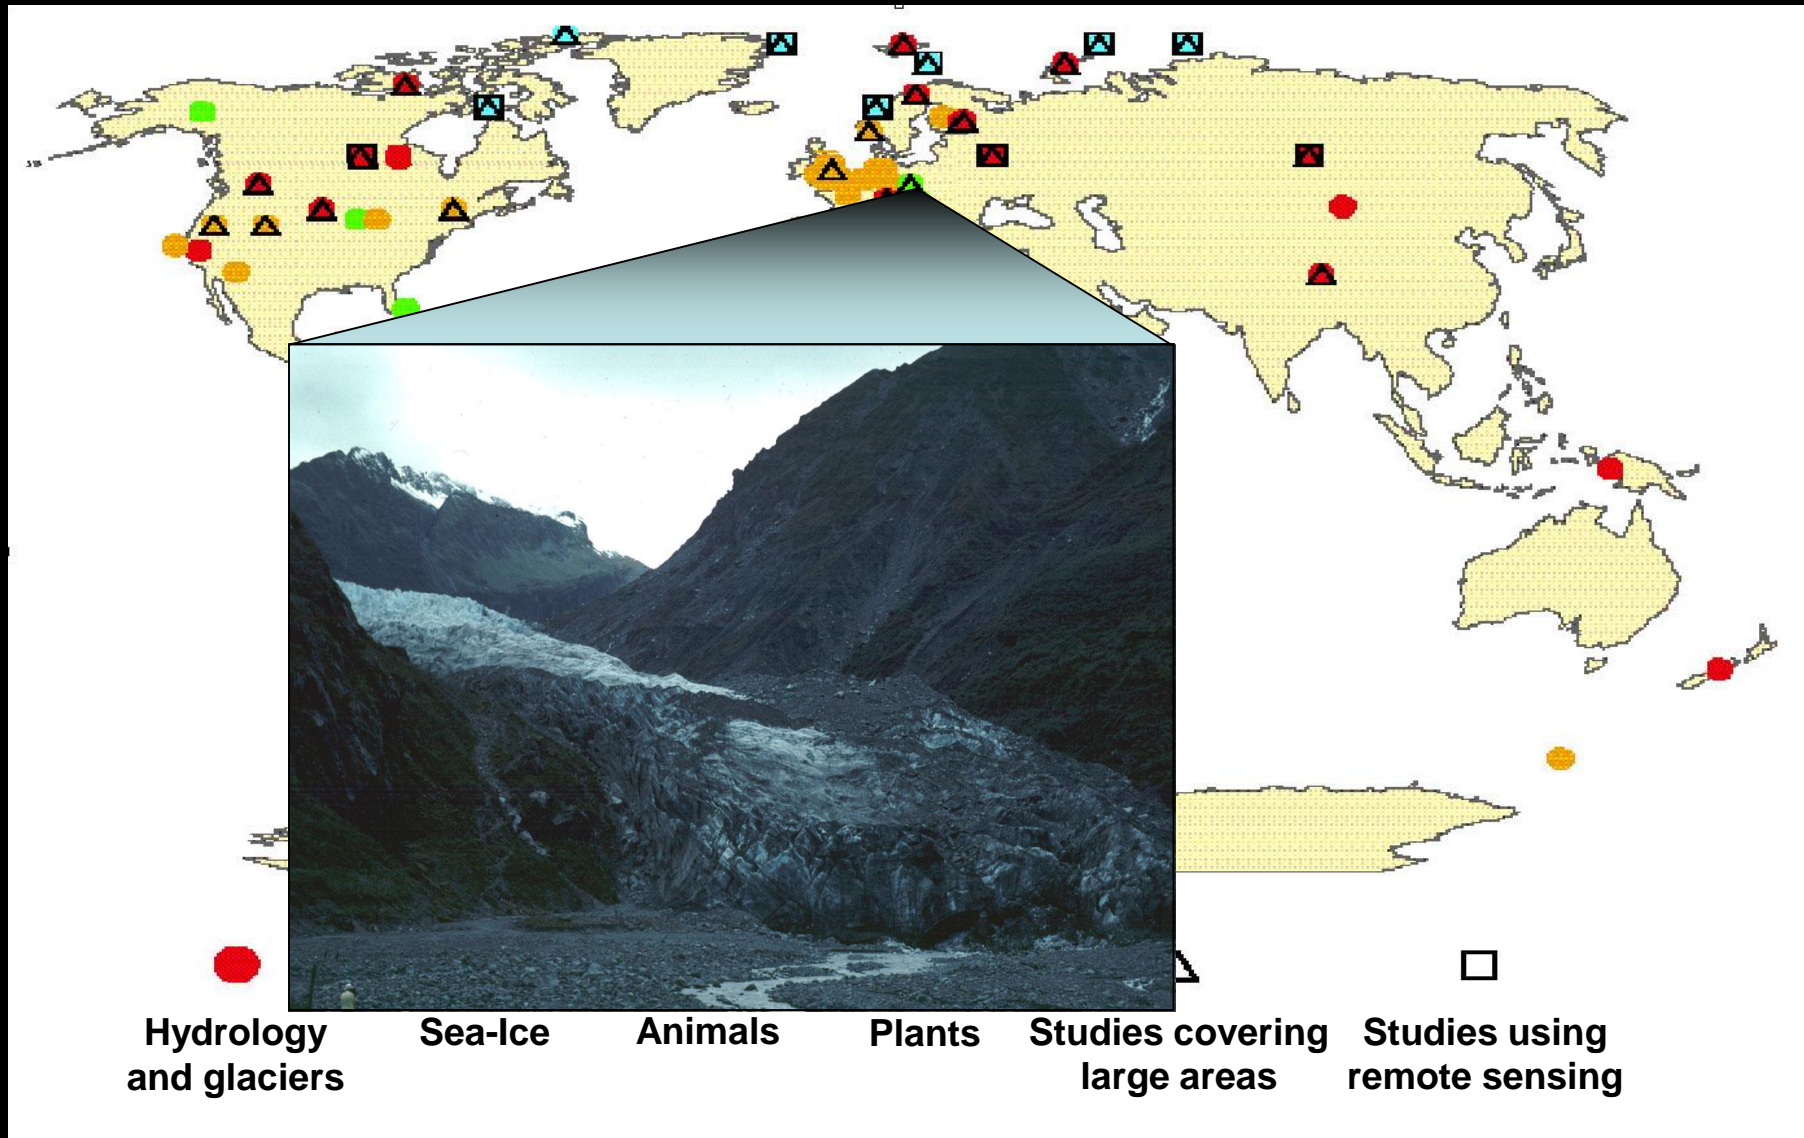 Hydrology
and glaciers
Sea-Ice
Animals
Plants
Studies covering
large areas
Studies using
remote sensing